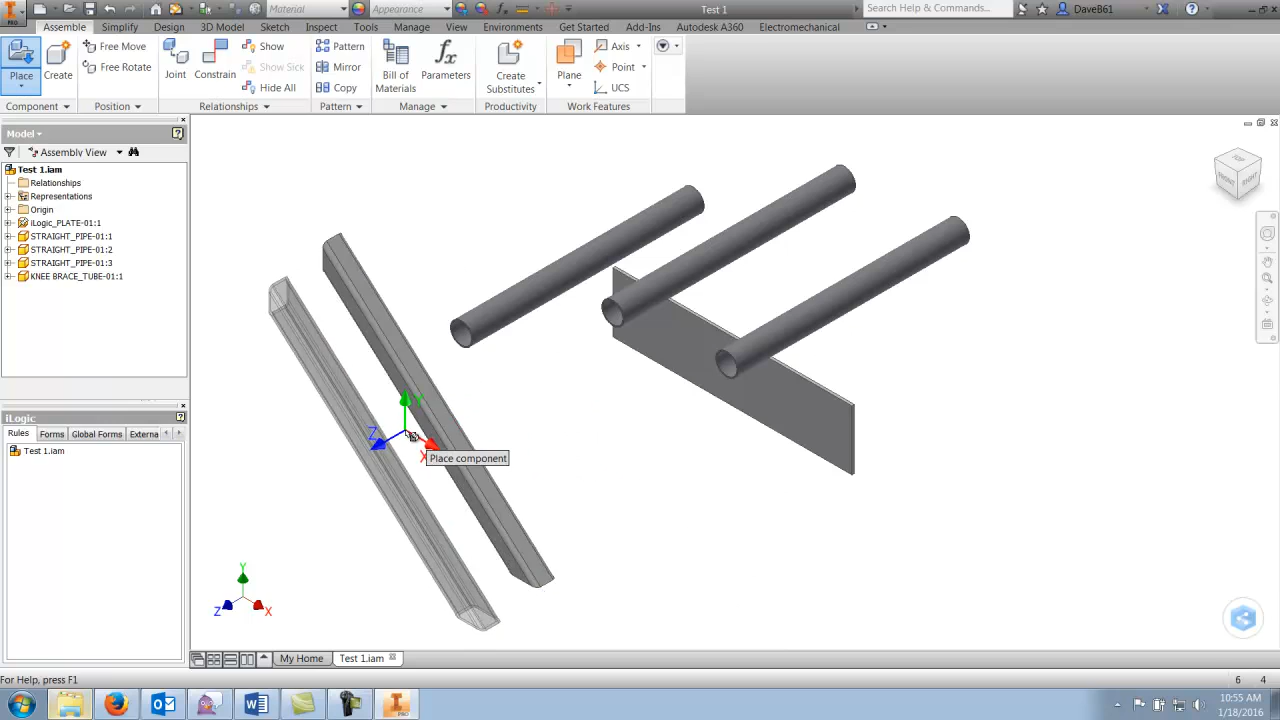 PRO
Material
Appearance
Test 1
Search Help & Commands...
DaveB61
Assemble Simplify Design 3D Model Sketch Inspect Tools Manage View Environments Get Started Add-Ins Autodesk A360 Electromechanical
Place
Create
Free Move
Free Rotate
Joint
Constrain
Show
Show Sick
Hide All
Pattern
Mirror
Copy
Bill of
Materials
Parameters
Create
Substitutes
Plane
Axis
Point
UCS
Component Position Relationships Pattern Manage Productivity Work Features
Model
Assembly View
Test 1.iam
Relationships
Representations
Origin
iLogic_PLATE-01:1
STRAIGHT_PIPE-01:1
STRAIGHT_PIPE-01:2
STRAIGHT_PIPE-01:3
KNEE BRACE_TUBE-01:1
TOP
FRONT
RIGHT
Y
Z
X
Place component
iLogic
Rules Forms Global Forms Externa
Test 1.iam
Y
Z
X
My Home Test 1.iam
For Help, press F1
6 4
PRO
10:55 AM
1/18/2016